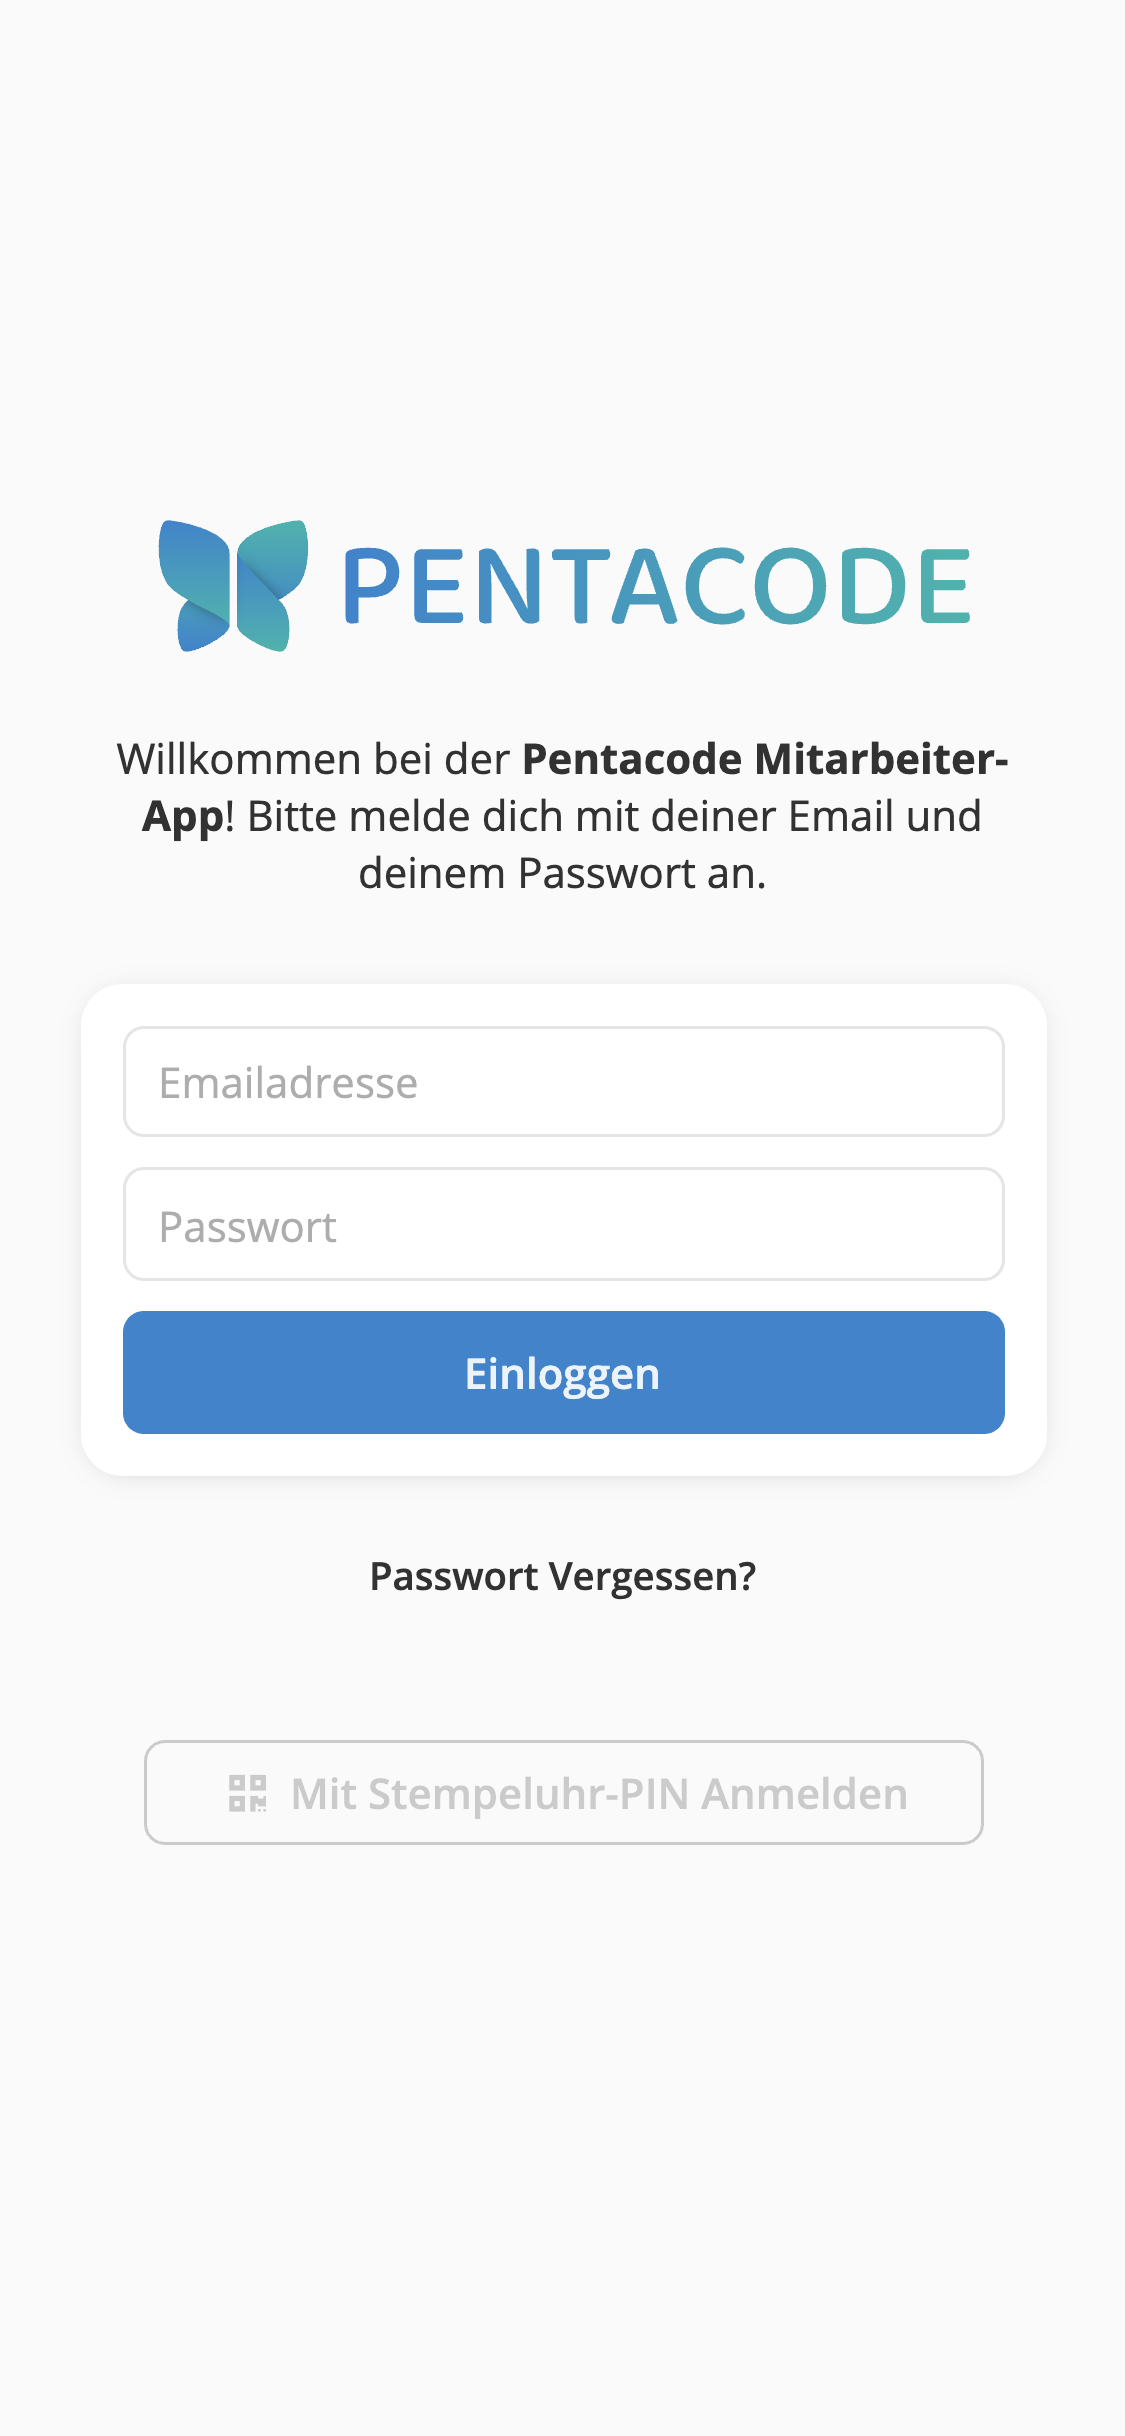 PENTACODE
Willkommen bei der Pentacode Mitarbeiter-
App! Bitte melde dich mit deiner Email und
deinem Passwort an.
Emailadresse
Passwort
Einloggen
Passwort Vergessen?
Mit Stempeluhr-PIN Anmelden